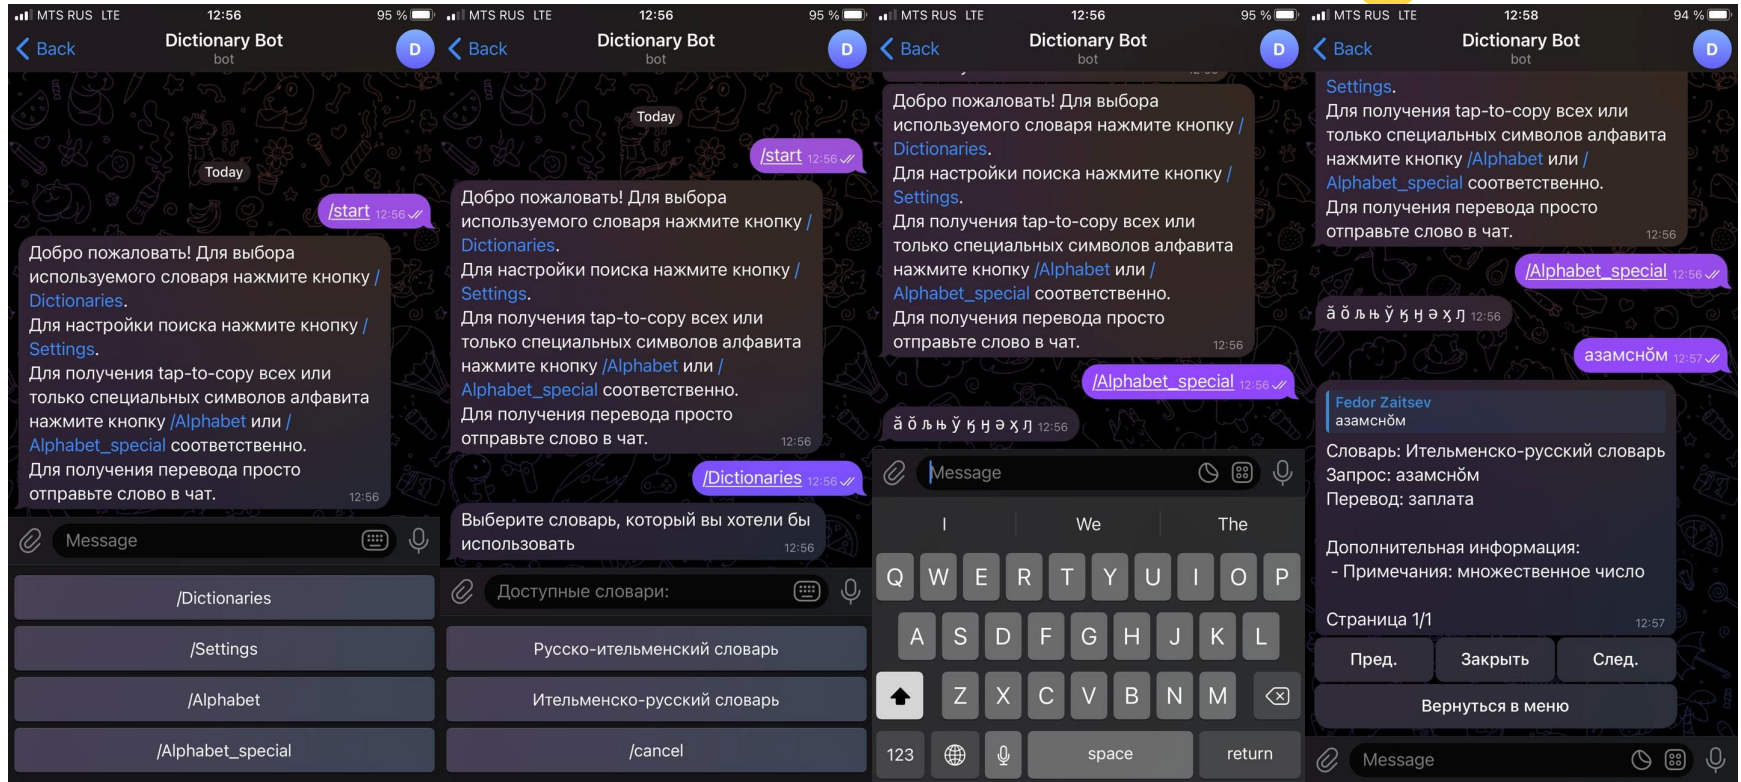 MTS RUS LTE 12:56 95 %
Back
Dictionary Bot
bot
D
Today
/start 12:56
Добро пожаловать! Для выбора
используемого словаря нажмите кнопку /
Dictionaries.
Для настройки поиска нажмите кнопку /
Settings.
Для получения tap-to-copy всех или
только специальных символов алфавита
нажмите кнопку /Alphabet или /
Alphabet_special соответственно.
Для получения перевода просто
отправьте слово в чат. 12:56
Message
/Dictionaries
/Settings
/Alphabet
/Alphabet_special
MTS RUS LTE 12:56 95 %
Back
Dictionary Bot
bot
D
Today
/start 12:56
Добро пожаловать! Для выбора
используемого словаря нажмите кнопку /
Dictionaries.
Для настройки поиска нажмите кнопку /
Settings.
Для получения tap-to-copy всех или
только специальных символов алфавита
нажмите кнопку /Alphabet или /
Alphabet_special соответственно.
Для получения перевода просто
отправьте слово в чат. 12:56
/Dictionaries 12:56
Выберите словарь, который вы хотели бы
использовать 12:56
Доступные словари:
Русско-ительменский словарь
Ительменско-русский словарь
/cancel
MTS RUS LTE 12:56 95 %
Back
Dictionary Bot
bot
D
Добро пожаловать! Для выбора
используемого словаря нажмите кнопку /
Dictionaries.
Для настройки поиска нажмите кнопку /
Settings.
Для получения tap-to-copy всех или
только специальных символов алфавита
нажмите кнопку /Alphabet или /
Alphabet_special соответственно.
Для получения перевода просто
отправьте слово в чат. 12:56
/Alphabet_special 12:56
ӑ ŏ љ њ ў ӄ ӈ ә ӽ ԓ 12:56
Message
I We The
Q W E R T Y U I O P
A S D F G H J K L
Z X C V B N M
123 space return
MTS RUS LTE 12:58 94 %
Back
Dictionary Bot
bot
D
Settings.
Для получения tap-to-copy всех или
только специальных символов алфавита
нажмите кнопку /Alphabet или /
Alphabet_special соответственно.
Для получения перевода просто
отправьте слово в чат. 12:56
/Alphabet_special 12:56
ӑ ŏ љ њ ў ӄ ӈ ә ӽ ԓ 12:56
азамснŏм 12:57
Fedor Zaitsev
азамснŏм
Словарь: Ительменско-русский словарь
Запрос: азамснŏм
Перевод: заплата
Дополнительная информация:
- Примечания: множественное число
Страница 1/1 12:57
Пред. Закрыть След.
Вернуться в меню
Message